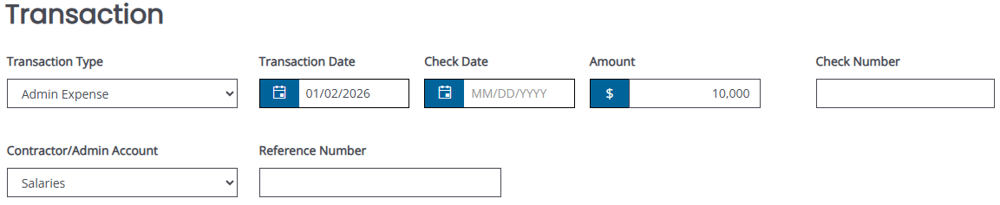 Transaction
Transaction Type Transaction Date Check Date Amount Check Number
Admin Expense 01/02/2026 MM/DD/YYYY $ 10,000
Contractor/Admin Account Reference Number
Salaries